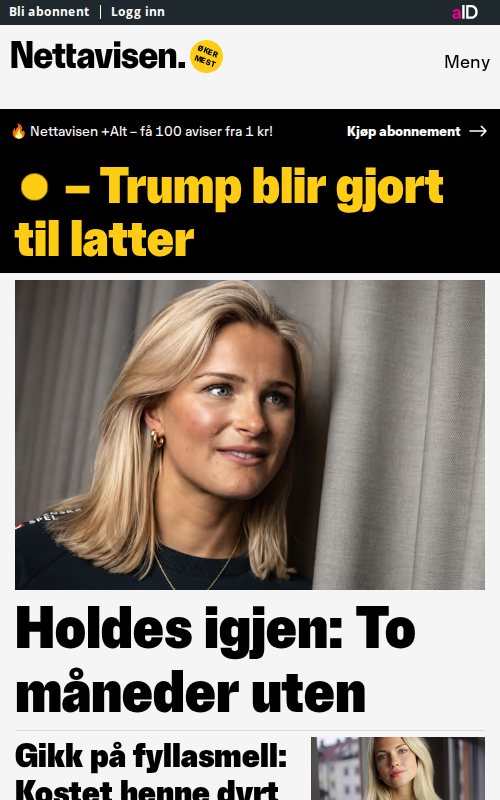 Bli abonnent | Logg inn
aID
Nettavisen.
ØKER
MEST
Meny
🔥 Nettavisen +Alt – få 100 aviser fra 1 kr!
Kjøp abonnement →
– Trump blir gjort
til latter
SPEL
Holdes igjen: To
måneder uten
Gikk på fyllasmell:
Kostet henne dyrt